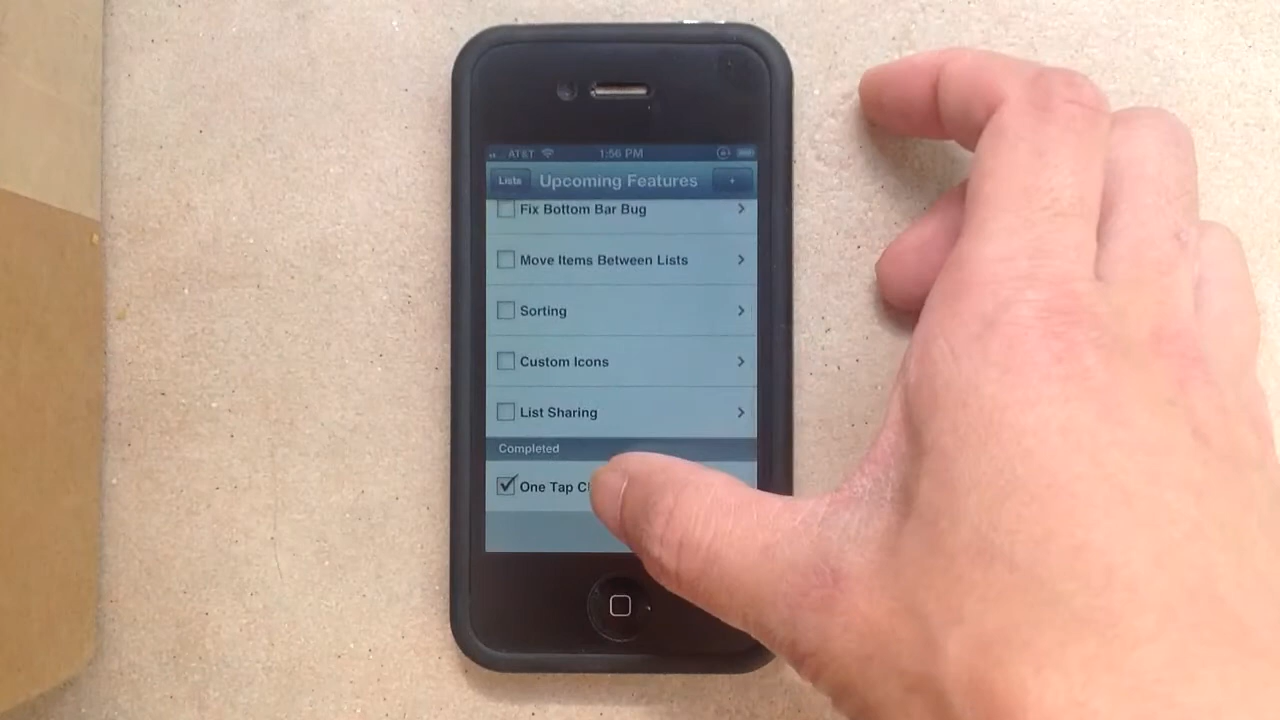 AT&T 1:56 PM
Lists Upcoming Features +
Fix Bottom Bar Bug
Move Items Between Lists
Sorting
Custom Icons
List Sharing
Completed
One Tap